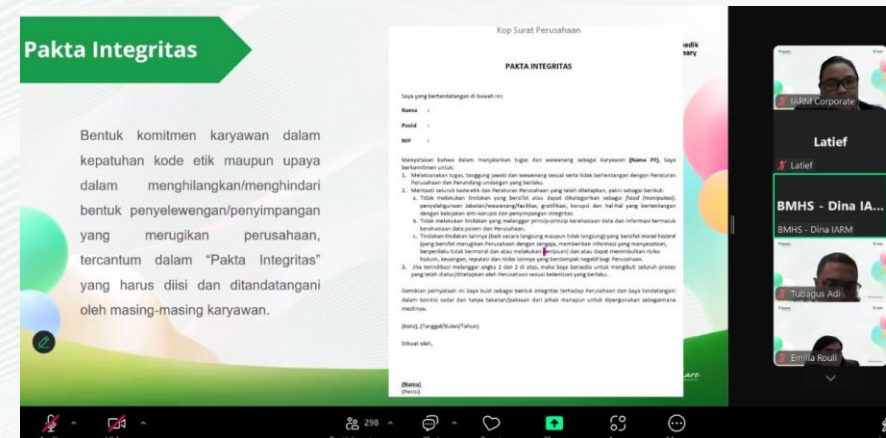 Pakta Integritas
Bentuk komitmen karyawan dalam
kepatuhan kode etik maupun upaya
dalam menghilangkan/menghindari
bentuk penyelewengan/penyimpangan
yang merugikan perusahaan,
tercantum dalam “Pakta Integritas”
yang harus diisi dan ditandatangani
oleh masing-masing karyawan.
Kop Surat Perusahaan
PAKTA INTEGRITAS
Saya yang bertandatangan di bawah ini:
Nama :
Posisi :
NIP :
Menyatakan bahwa dalam menjalankan tugas dan wewenang sebagai Karyawan (Nama PT), Saya
berkomitmen untuk:
1. Melaksanakan tugas, tanggung jawab dan wewenang sesuai serta tidak bertentangan dengan Peraturan
Perusahaan dan Perundang-undangan yang berlaku.
2. Mentaati seluruh kode etik dan Peraturan Perusahaan yang telah ditetapkan, yakni sebagai berikut:
a. Tidak melakukan tindakan yang bersifat atau dapat dikategorikan sebagai fraud (manipulasi),
penyalahgunaan Jabatan/wewenang/fasilitas, gratifikasi, korupsi dan hal-hal yang bertentangan
dengan kebijakan anti-korupsi dan penyimpangan integritas.
b. Tidak melakukan tindakan yang melanggar prinsip-prinsip kerahasiaan data dan informasi termasuk
kerahasiaan data pasien dan Perusahaan.
c. Tindakan-tindakan lainnya (baik secara langsung maupun tidak langsung) yang bersifat moral hazard
(yang bersifat merugikan Perusahaan dengan sengaja, memberikan informasi yang menyesatkan,
berperilaku tidak bermoral dan atau melakukan penipuan) dan atau dapat menimbulkan risiko
hukum, keuangan, reputasi dan risiko lainnya yang berdampak negatif bagi Perusahaan.
3. Jika terindikasi melanggar angka 1 dan 2 di atas, maka Saya bersedia untuk mengikuti seluruh proses
yang telah diatur/ditetapkan oleh Perusahaan sesuai ketentuan yang berlaku.
Demikian pernyataan ini saya buat sebagai bentuk integritas terhadap Perusahaan dan Saya tandatangani
dalam kondisi sadar dan tanpa tekanan/paksaan dari pihak manapun untuk dipergunakan sebagaimana
mestinya.
(Kota), (Tanggal/Bulan/Tahun)
Dibuat oleh,
(Nama)
(Posisi)
IARM Corporate
Latief
Latief
BMHS - Dina IA...
BMHS - Dina IARM
Tubagus Adi
Emilia Rouli
298